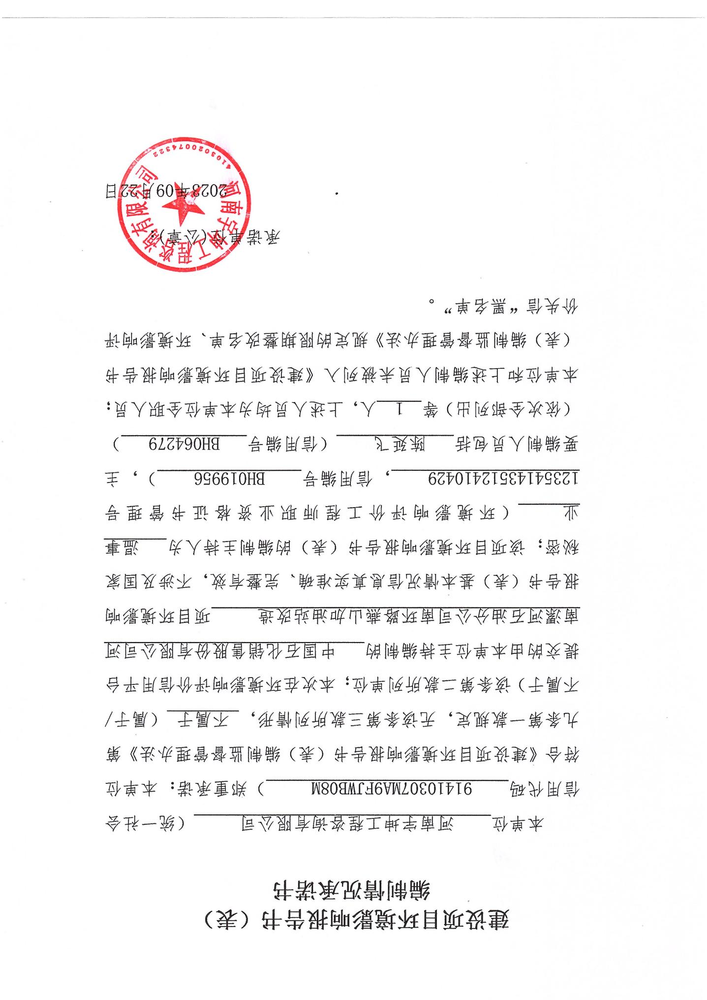 建设项目环境影响报告书（表）
编制情况承诺书
本单位 河南宇坤工程咨询有限公司 （统一社会
信用代码 91410307MA9FJWB08M ）郑重承诺：本单位
符合《建设项目环境影响报告书（表）编制监督管理办法》第
九条第一款规定，无该条第三款所列情形， 不属于 （属于/
不属于）该条第二款所列单位；本次在环境影响评价信用平台
提交的由本单位主持编制的 中国石化销售股份有限公司河
南漯河石油分公司南环路燕山加油站改造 项目环境影响
报告书（表）基本情况信息真实准确、完整有效，不涉及国家
秘密；该项目环境影响报告书（表）的编制主持人为 温事
业 （环境影响评价工程师职业资格证书管理号
12354143512410429 ，信用编号 BH019956 ），主
要编制人员包括 陈延飞 （信用编号 BH064279 ）
（依次全部列出）等 1 人，上述人员均为本单位全职人员；
本单位和上述编制人员未被列入《建设项目环境影响报告书
（表）编制监督管理办法》规定的限期整改名单、环境影响评
价失信“黑名单”。
承诺单位(公章)：
2023年09月22日
河南宇坤工程咨询有限公司
4103020074322